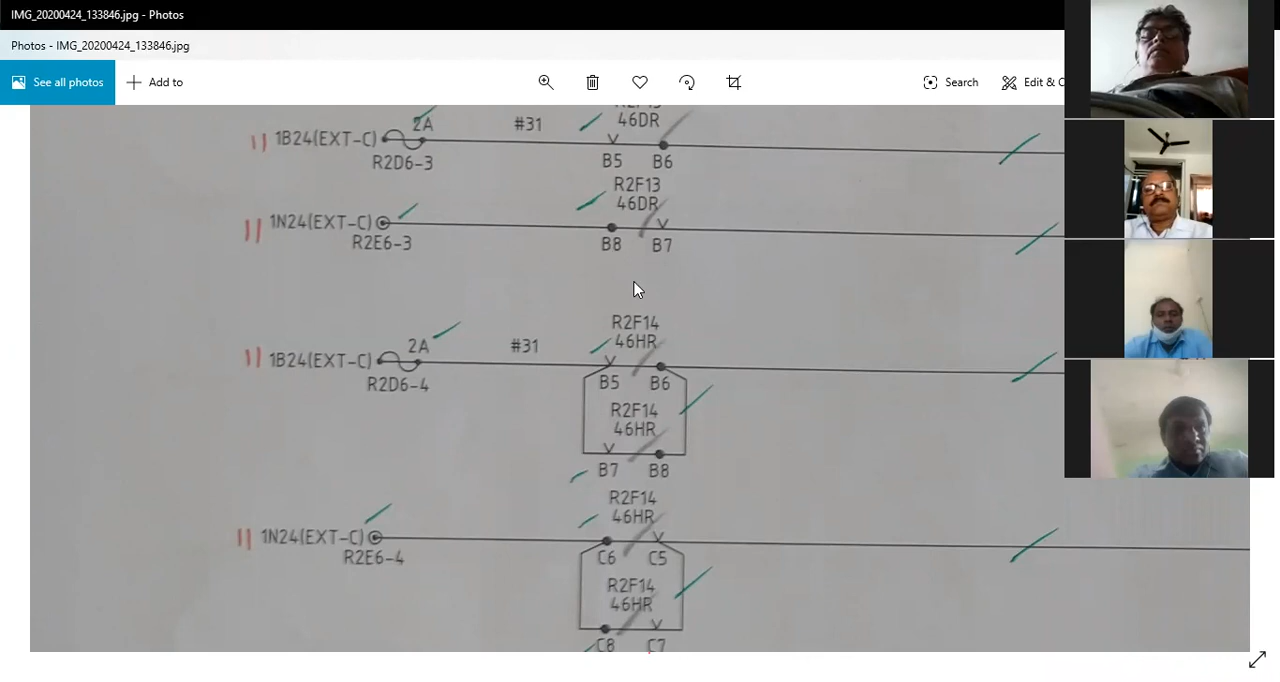 IMG_20200424_133846.jpg - Photos
Photos - IMG_20200424_133846.jpg
See all photos
Add to
Search
Edit & C
46DR
1B24(EXT-C) 2A #31
R2D6-3 B5 B6
R2F13
46DR
1N24(EXT-C)
R2E6-3 B8 B7
R2F14
46HR
1B24(EXT-C) 2A #31
R2D6-4 B5 B6
R2F14
46HR
B7 B8
R2F14
46HR
1N24(EXT-C)
R2E6-4 C6 C5
R2F14
46HR
C8 C7